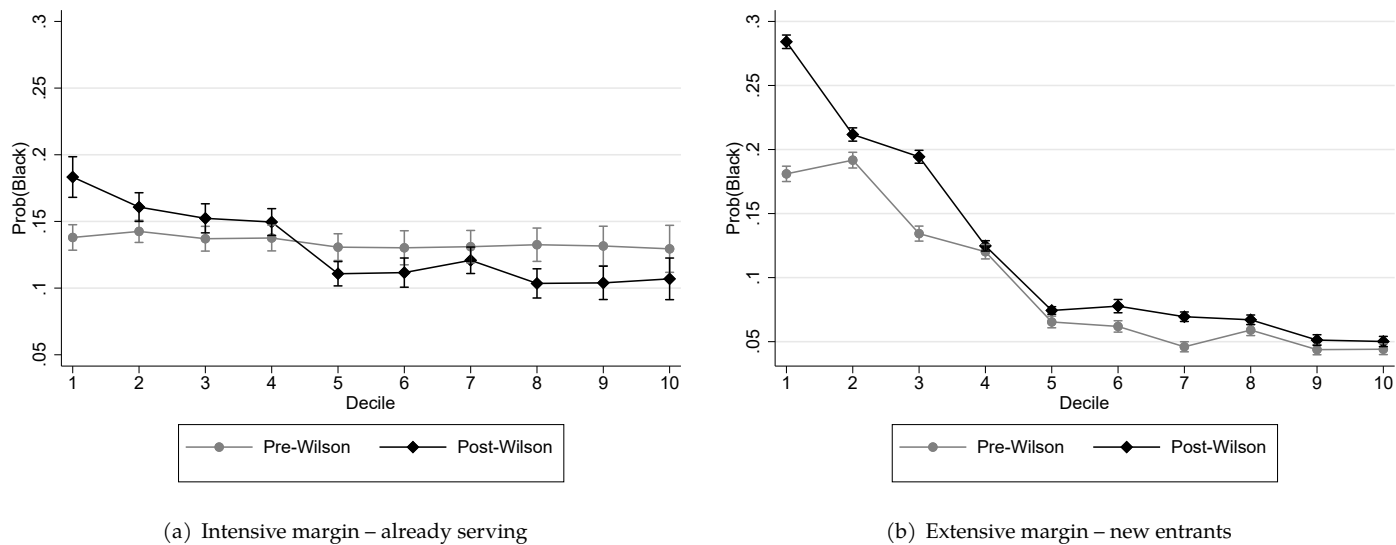 .3
.25
.2
.15
.1
.05
Prob(Black)
1 2 3 4 5 6 7 8 9 10
Decile
Pre-Wilson Post-Wilson
(a) Intensive margin – already serving
.3
.25
.2
.15
.1
.05
Prob(Black)
1 2 3 4 5 6 7 8 9 10
Decile
Pre-Wilson Post-Wilson
(b) Extensive margin – new entrants